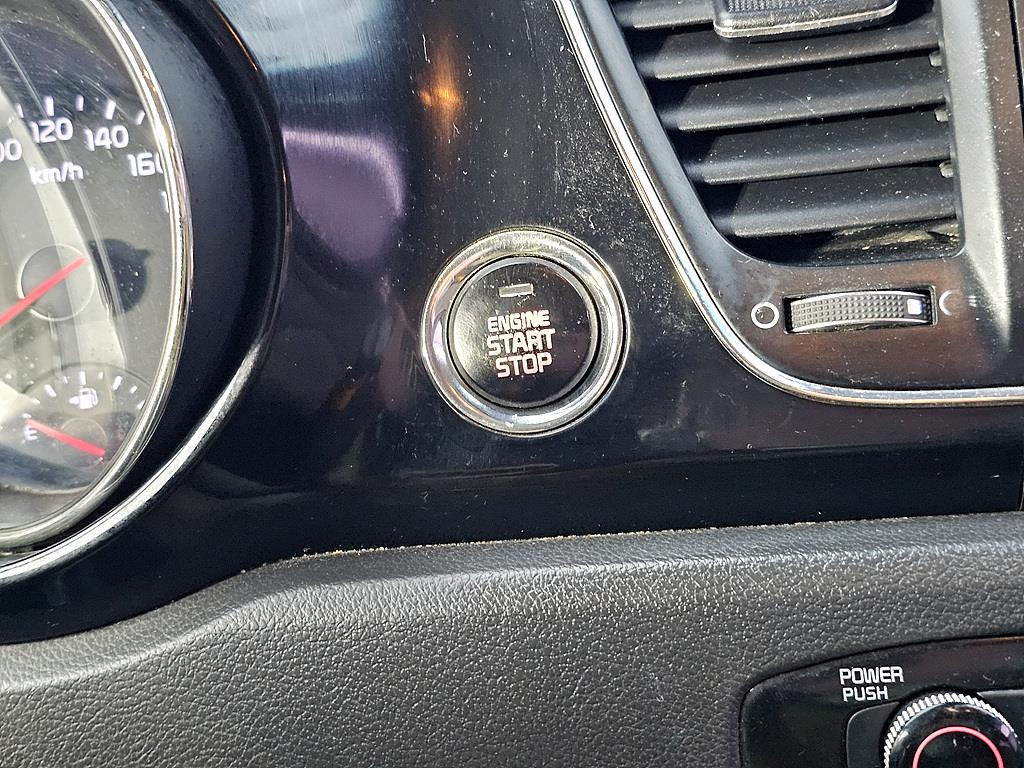 120
140
160
km/h
E
ENGINE
START
STOP
POWER
PUSH